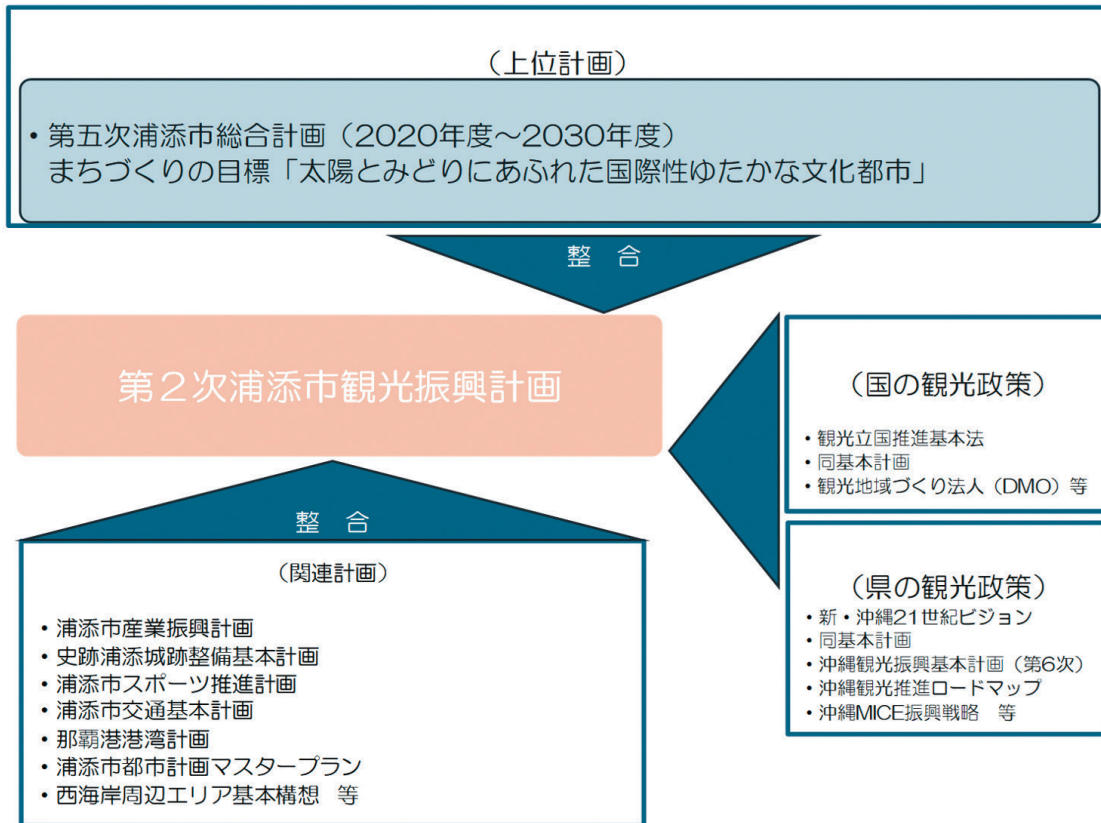 （上位計画）
・第五次浦添市総合計画（2020年度～2030年度）
まちづくりの目標「太陽とみどりにあふれた国際性ゆたかな文化都市」
整　合
第２次浦添市観光振興計画
（国の観光政策）
・観光立国推進基本法
・同基本計画
・観光地域づくり法人（DMO）等
整　合
（関連計画）
・浦添市産業振興計画
・史跡浦添城跡整備基本計画
・浦添市スポーツ推進計画
・浦添市交通基本計画
・那覇港港湾計画
・浦添市都市計画マスタープラン
・西海岸周辺エリア基本構想　等
（県の観光政策）
・新・沖縄21世紀ビジョン
・同基本計画
・沖縄観光振興基本計画（第6次）
・沖縄観光推進ロードマップ
・沖縄MICE振興戦略　等